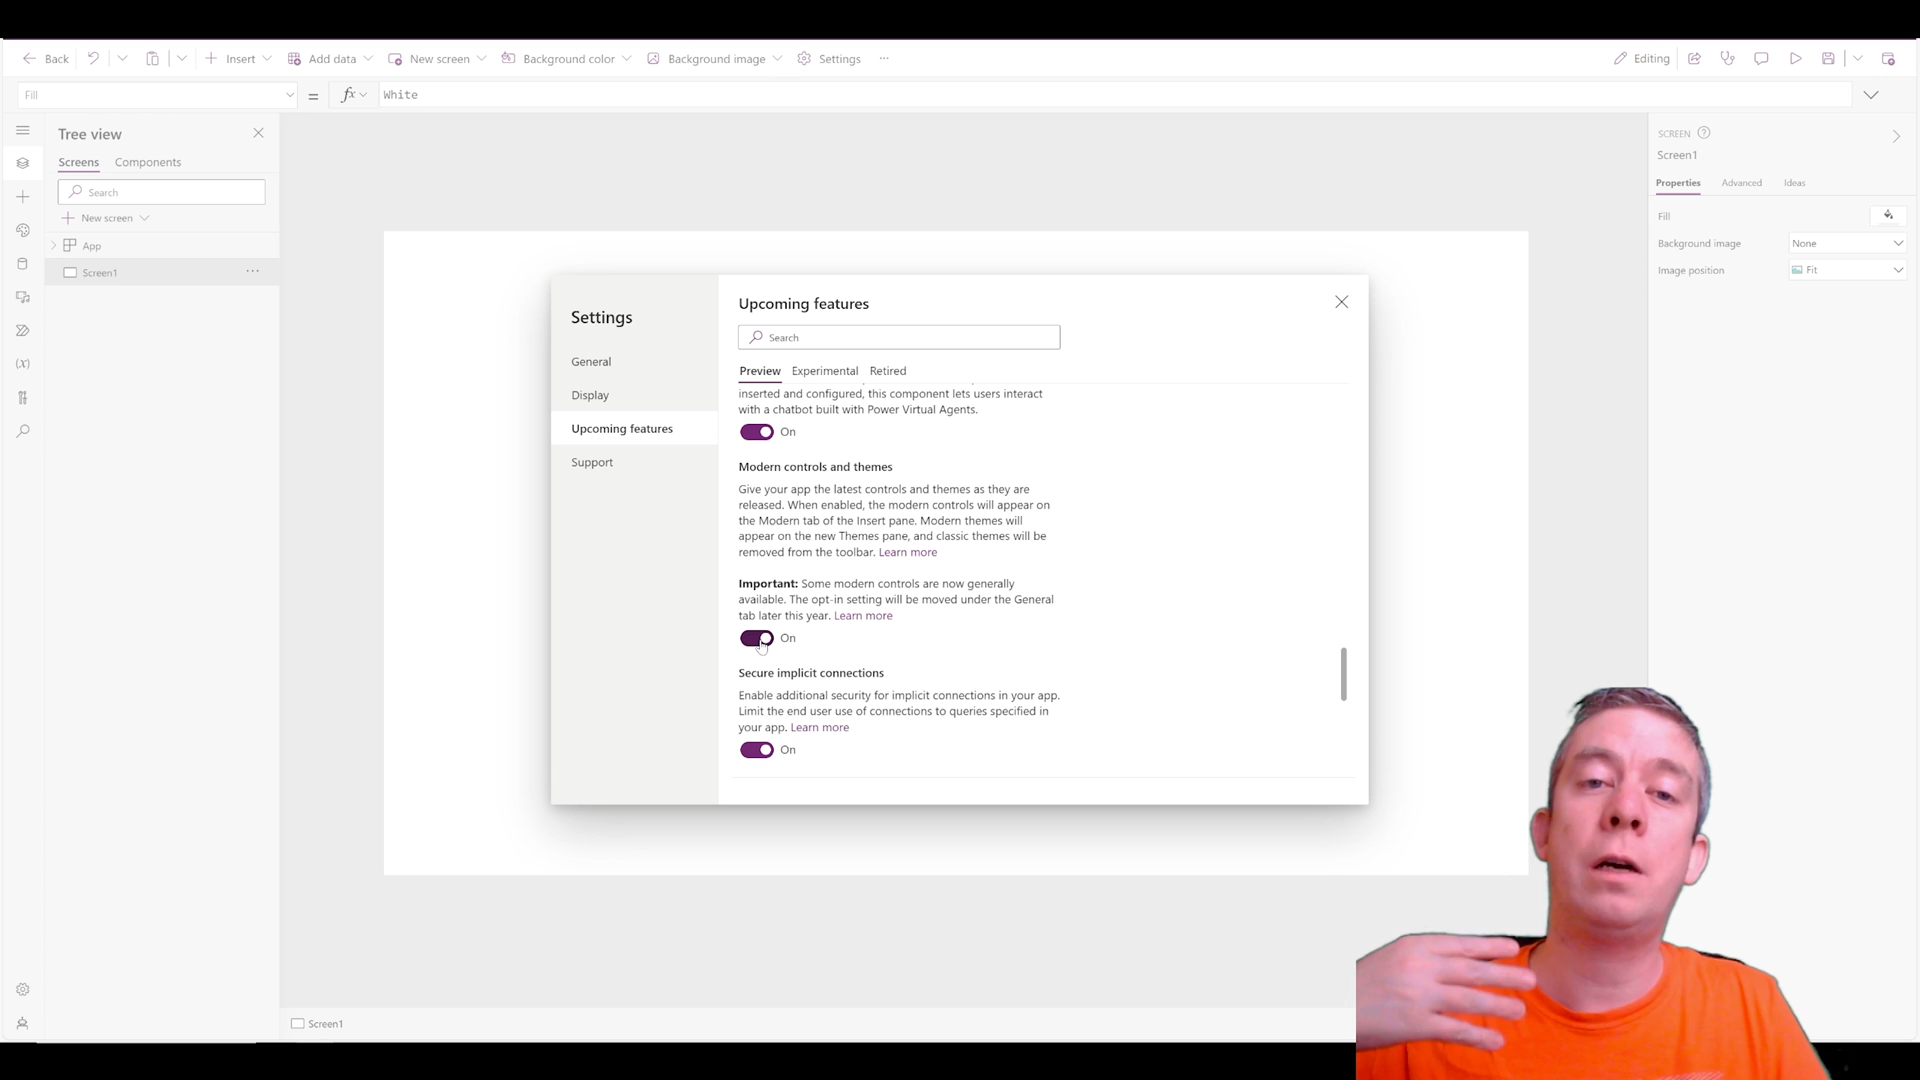 Back
Insert
Add data
New screen
Background color
Background image
Settings
...
Editing
Fill
=
fx
White
Tree view
Screens
Components
Search
New screen
App
Screen1
...
SCREEN
Screen1
Properties
Advanced
Ideas
Fill
Background image
None
Image position
Fit
Settings
General
Display
Upcoming features
Support
Upcoming features
Search
Preview
Experimental
Retired
inserted and configured, this component lets users interact
with a chatbot built with Power Virtual Agents.
On
Modern controls and themes
Give your app the latest controls and themes as they are
released. When enabled, the modern controls will appear on
the Modern tab of the Insert pane. Modern themes will
appear on the new Themes pane, and classic themes will be
removed from the toolbar. Learn more
Important: Some modern controls are now generally
available. The opt-in setting will be moved under the General
tab later this year. Learn more
On
Secure implicit connections
Enable additional security for implicit connections in your app.
Limit the end user use of connections to queries specified in
your app. Learn more
On
Screen1